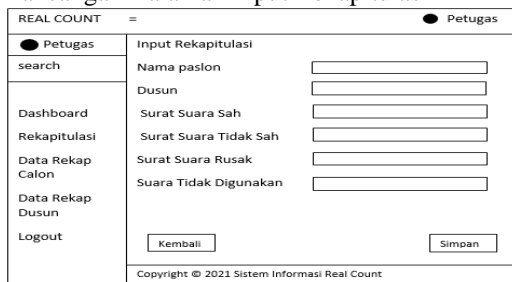 REAL COUNT = Petugas
Petugas
search
Dashboard
Rekapitulasi
Data Rekap
Calon
Data Rekap
Dusun
Logout
Input Rekapitulasi
Nama paslon
Dusun
Surat Suara Sah
Surat Suara Tidak Sah
Surat Suara Rusak
Suara Tidak Digunakan
Kembali
Simpan
Copyright © 2021 Sistem Informasi Real Count